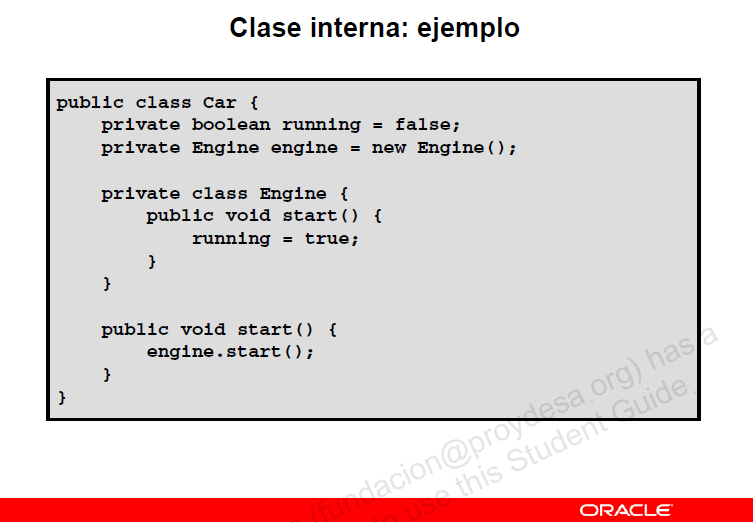 Clase interna: ejemplo
public class Car {
    private boolean running = false;
    private Engine engine = new Engine();
    private class Engine {
        public void start() {
            running = true;
        }
    }
    public void start() {
        engine.start();
    }
}
(fundacion@proydesa.org) has a
to use this Student Guide.
ORACLE